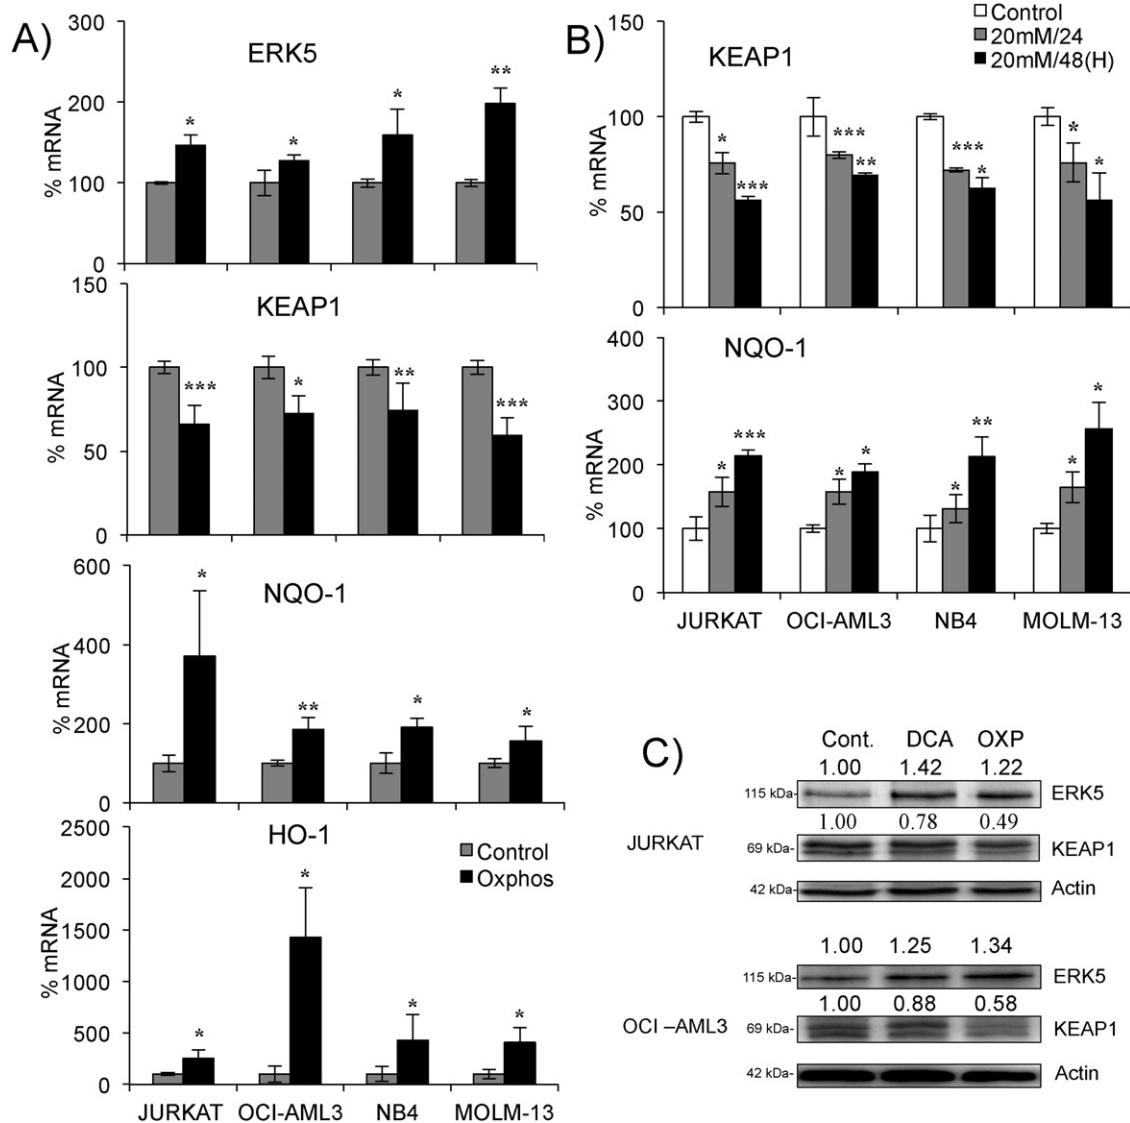 A)
ERK5
300
200
100
0
% mRNA
*
*
*
**
KEAP1
150
100
50
0
% mRNA
***
*
**
***
NQO-1
600
400
200
0
% mRNA
*
**
*
*
HO-1
2500
2000
1500
1000
500
0
% mRNA
Control
Oxphos
*
*
*
*
JURKAT OCI-AML3 NB4 MOLM-13
B)
Control
20mM/24
20mM/48(H)
KEAP1
150
100
50
0
% mRNA
*
***
***
**
***
*
*
*
NQO-1
400
300
200
100
0
% mRNA
*
***
*
*
*
**
*
*
JURKAT OCI-AML3 NB4 MOLM-13
C)
Cont. DCA OXP
1.00 1.42 1.22
115 kDa- ERK5
1.00 0.78 0.49
JURKAT
69 kDa- KEAP1
42 kDa- Actin
1.00 1.25 1.34
115 kDa- ERK5
1.00 0.88 0.58
OCI –AML3
69 kDa- KEAP1
42 kDa- Actin